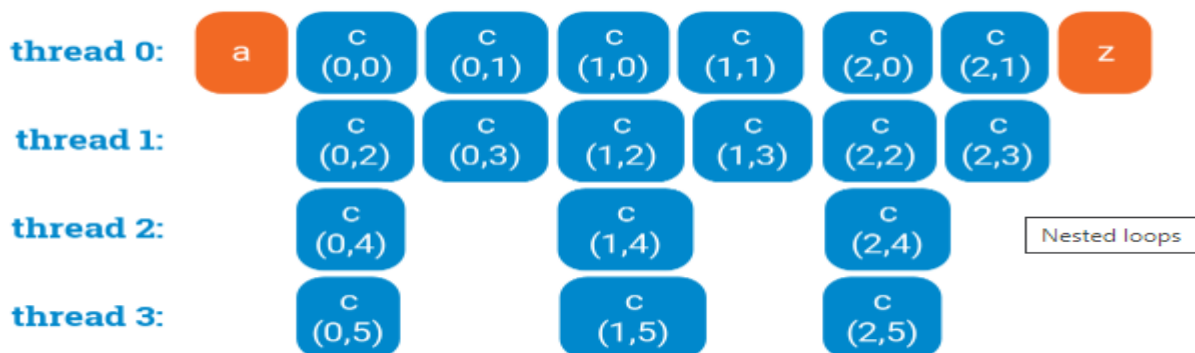 thread 0: a c (0,0) c (0,1) c (1,0) c (1,1) c (2,0) c (2,1) z
thread 1: c (0,2) c (0,3) c (1,2) c (1,3) c (2,2) c (2,3)
thread 2: c (0,4) c (1,4) c (2,4)
Nested loops
thread 3: c (0,5) c (1,5) c (2,5)